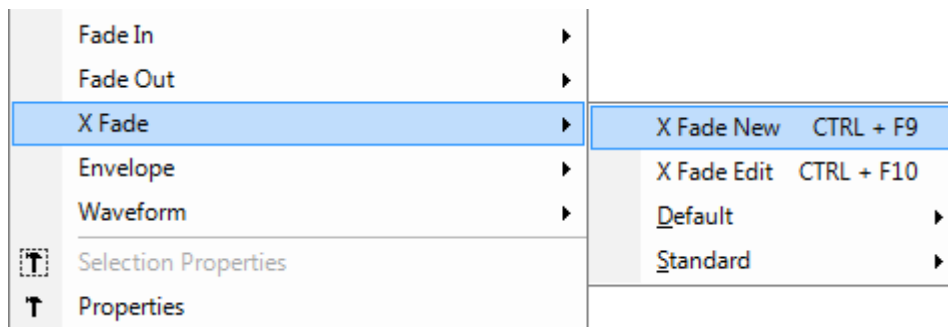 Fade In
Fade Out
X Fade
X Fade New CTRL + F9
Envelope
X Fade Edit CTRL + F10
Waveform
Default
Selection Properties
Standard
Properties